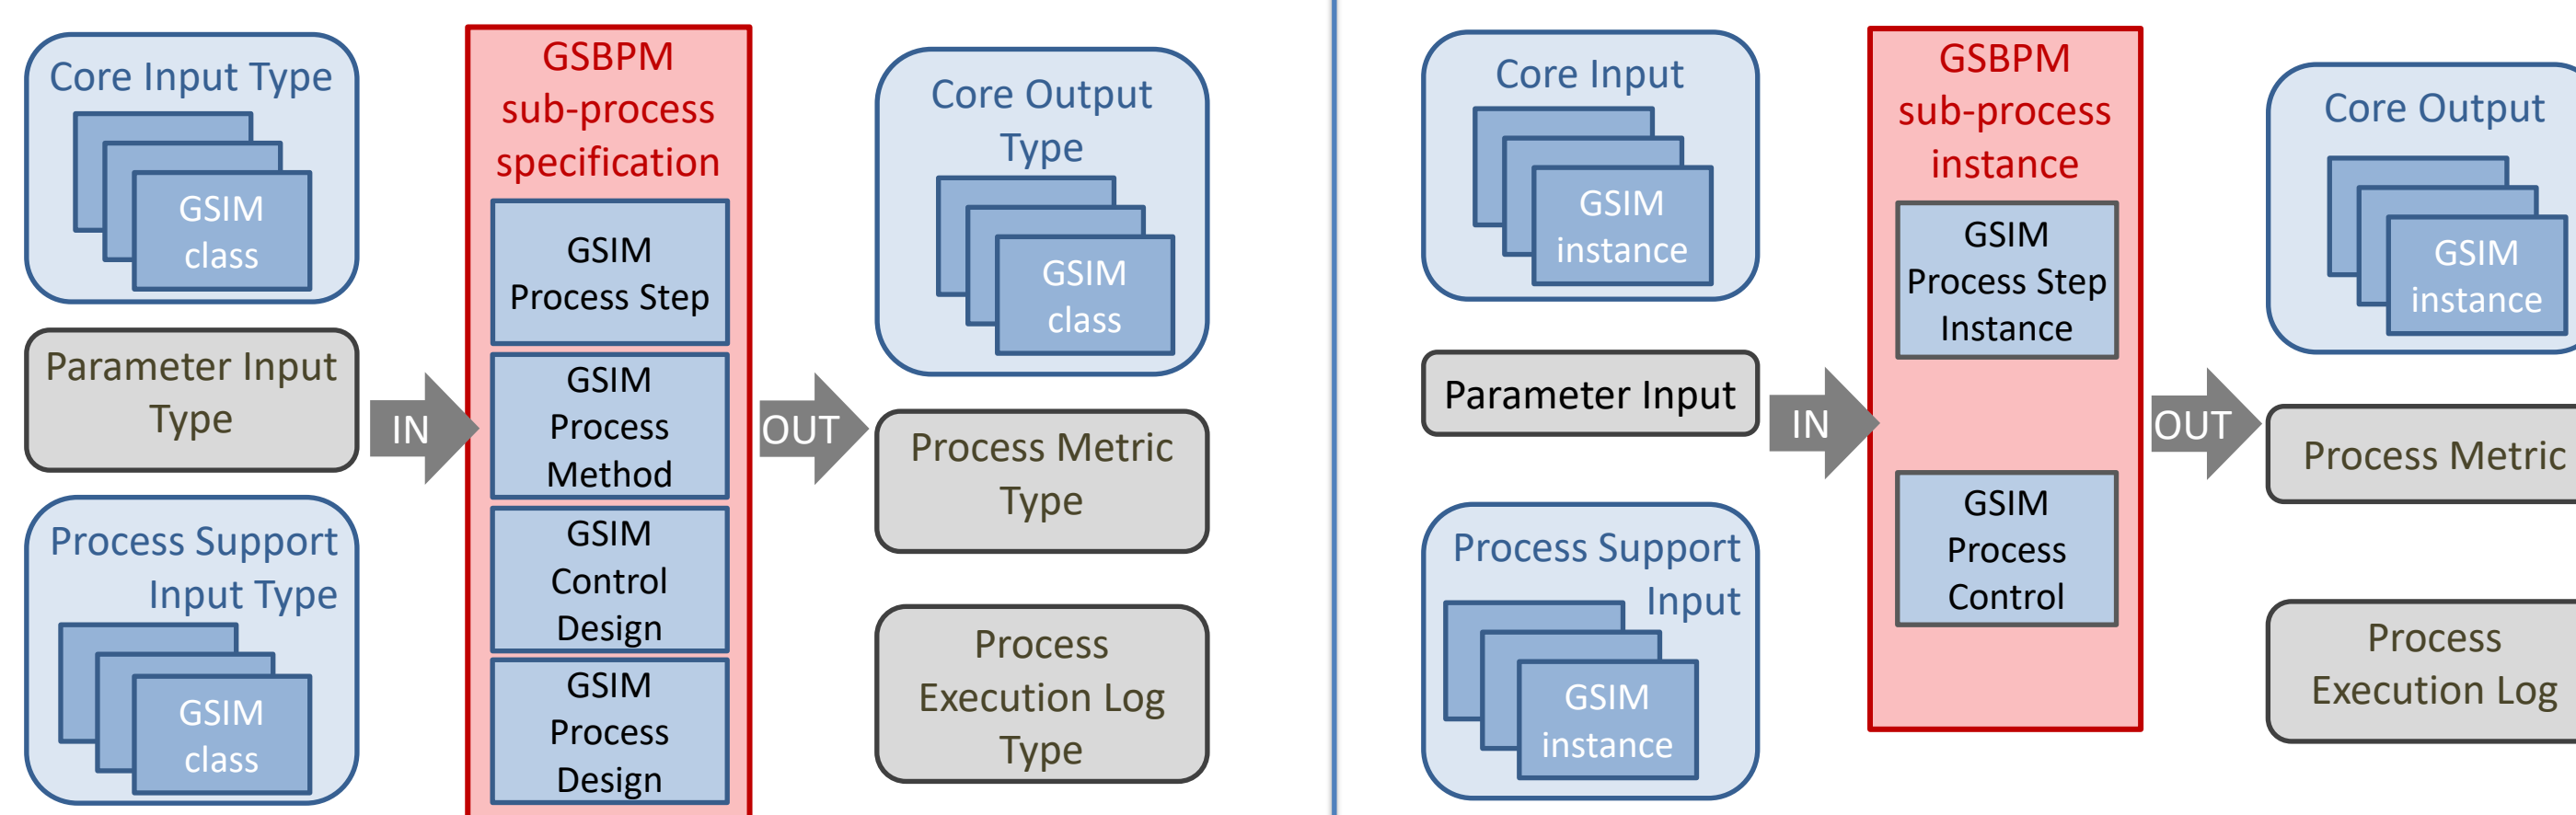 Core Input Type
GSIM
class
Parameter Input
Type
Process Support
Input Type
GSIM
class
IN
GSBPM
sub-process
specification
GSIM
Process Step
GSIM
Process
Method
GSIM
Control
Design
GSIM
Process
Design
OUT
Core Output
Type
GSIM
class
Process Metric
Type
Process
Execution Log
Type
Core Input
GSIM
instance
Parameter Input
Process Support
Input
GSIM
instance
IN
GSBPM
sub-process
instance
GSIM
Process Step
Instance
GSIM
Process
Control
OUT
Core Output
GSIM
instance
Process Metric
Process
Execution Log